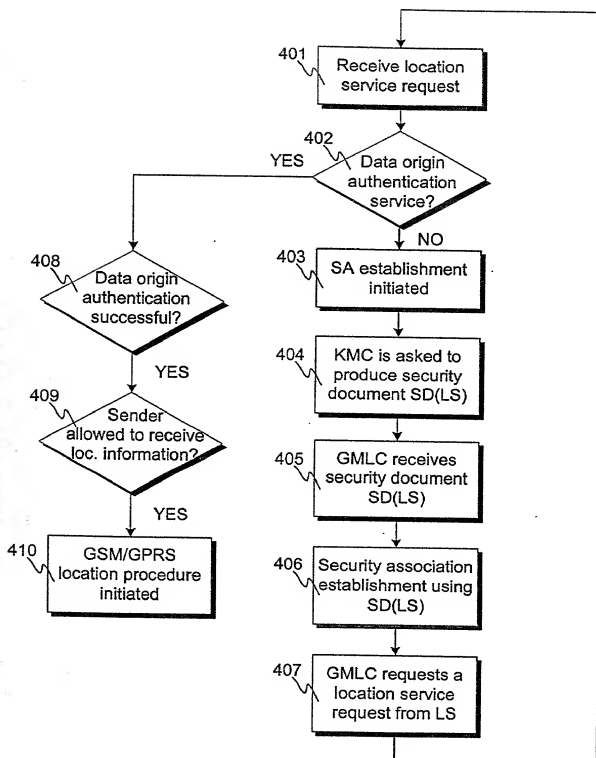 401
Receive location
service request
402
YES
Data origin
authentication
service?
NO
408
Data origin
authentication
successful?
403
SA establishment
initiated
YES
404
KMC is asked to
produce security
document SD(LS)
409
Sender
allowed to receive
loc. information?
405
GMLC receives
security document
SD(LS)
YES
410
GSM/GPRS
location procedure
initiated
406
Security association
establishment using
SD(LS)
407
GMLC requests a
location service
request from LS